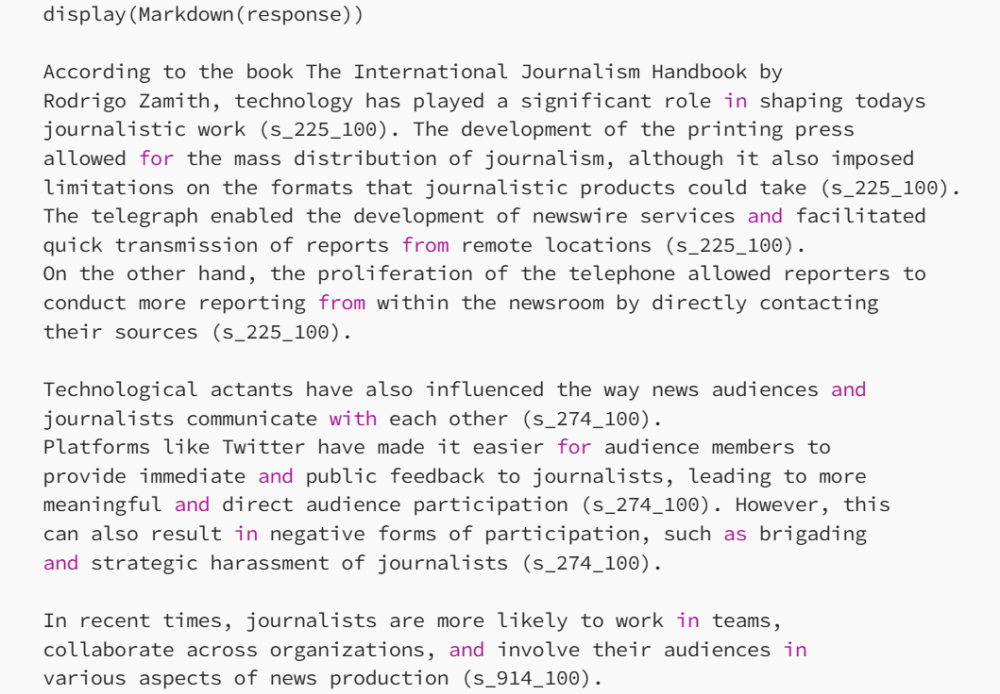 display(Markdown(response))
According to the book The International Journalism Handbook by
Rodrigo Zamith, technology has played a significant role in shaping todays
journalistic work (s_225_100). The development of the printing press
allowed for the mass distribution of journalism, although it also imposed
limitations on the formats that journalistic products could take (s_225_100).
The telegraph enabled the development of newswire services and facilitated
quick transmission of reports from remote locations (s_225_100).
On the other hand, the proliferation of the telephone allowed reporters to
conduct more reporting from within the newsroom by directly contacting
their sources (s_225_100).
Technological actants have also influenced the way news audiences and
journalists communicate with each other (s_274_100).
Platforms like Twitter have made it easier for audience members to
provide immediate and public feedback to journalists, leading to more
meaningful and direct audience participation (s_274_100). However, this
can also result in negative forms of participation, such as brigading
and strategic harassment of journalists (s_274_100).
In recent times, journalists are more likely to work in teams,
collaborate across organizations, and involve their audiences in
various aspects of news production (s_914_100).